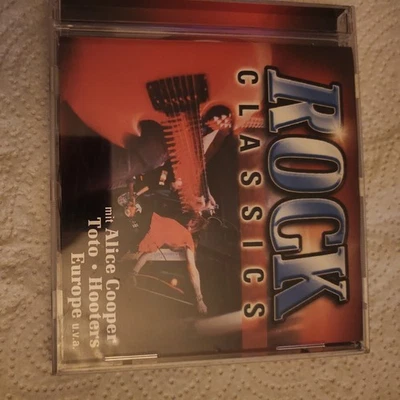 ROCK
CLASSICS
mit Alice Cooper
Toto • Hooters
Europe u.v.a.